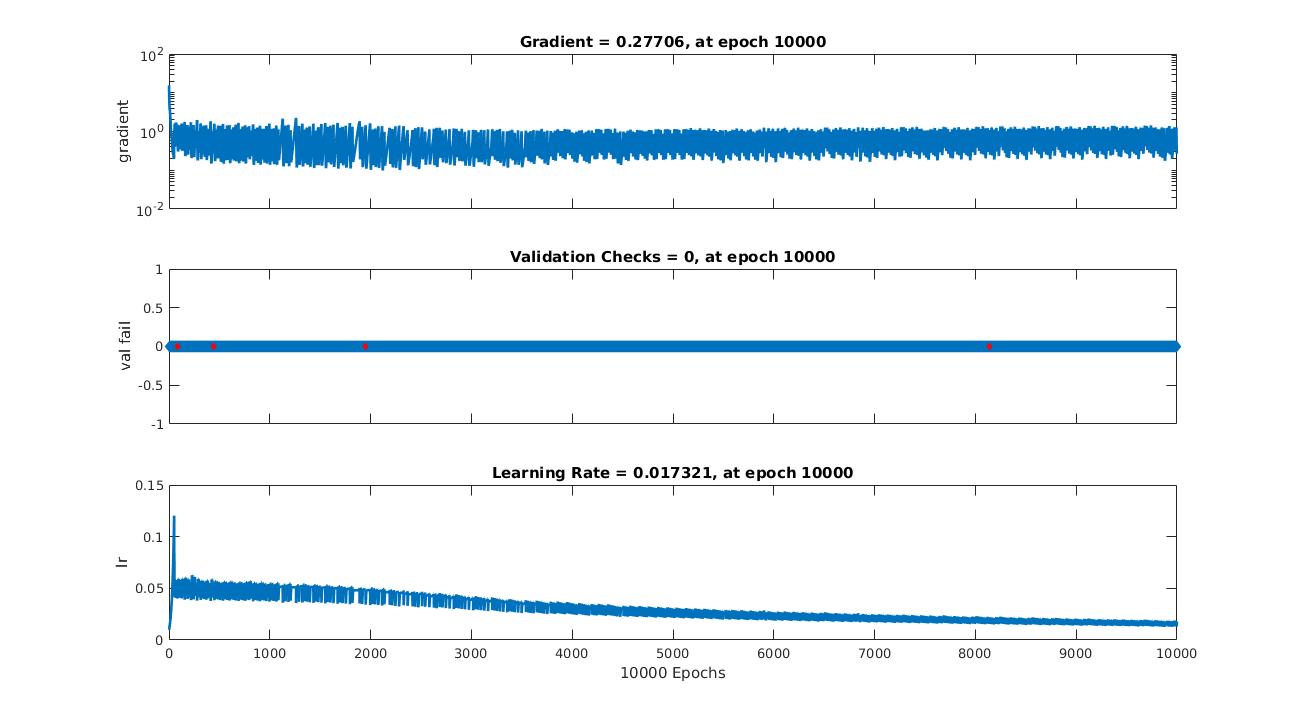 Gradient = 0.27706, at epoch 10000
10^2
10^0
10^-2
gradient
Validation Checks = 0, at epoch 10000
1
0.5
0
-0.5
-1
val fail
Learning Rate = 0.017321, at epoch 10000
0.15
0.1
0.05
0
lr
0 1000 2000 3000 4000 5000 6000 7000 8000 9000 10000
10000 Epochs